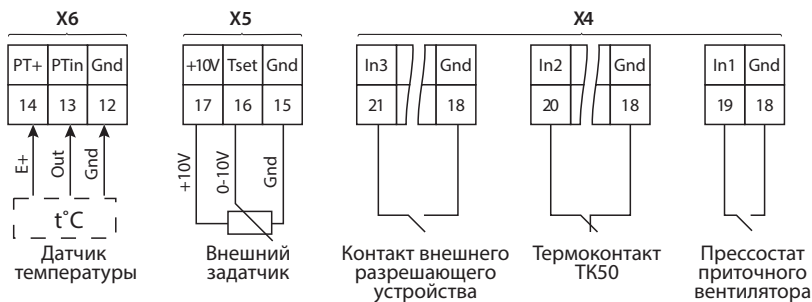 X6 X5 X4
PT+ PTin Gnd +10V Tset Gnd In3 Gnd In2 Gnd In1 Gnd
14 13 12 17 16 15 21 18 20 18 19 18
E+ Out Gnd +10V 0-10V Gnd
t˚C
Датчик температуры
Внешний задатчик
Контакт внешнего разрешающего устройства
Термоконтакт ТК50
Прессостат приточного вентилятора